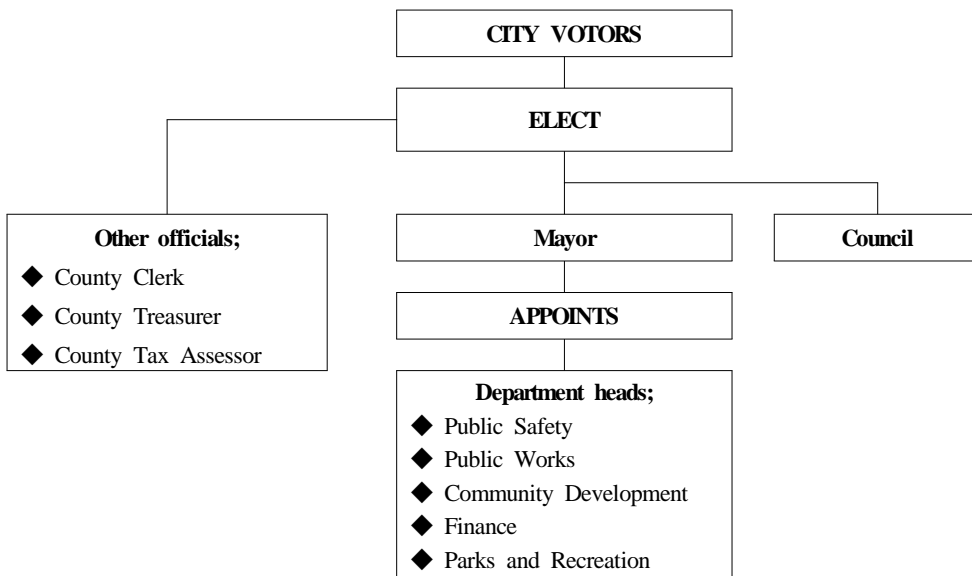 CITY VOTORS
ELECT
Other officials;
◆ County Clerk
◆ County Treasurer
◆ County Tax Assessor
Mayor
Council
APPOINTS
Department heads;
◆ Public Safety
◆ Public Works
◆ Community Development
◆ Finance
◆ Parks and Recreation